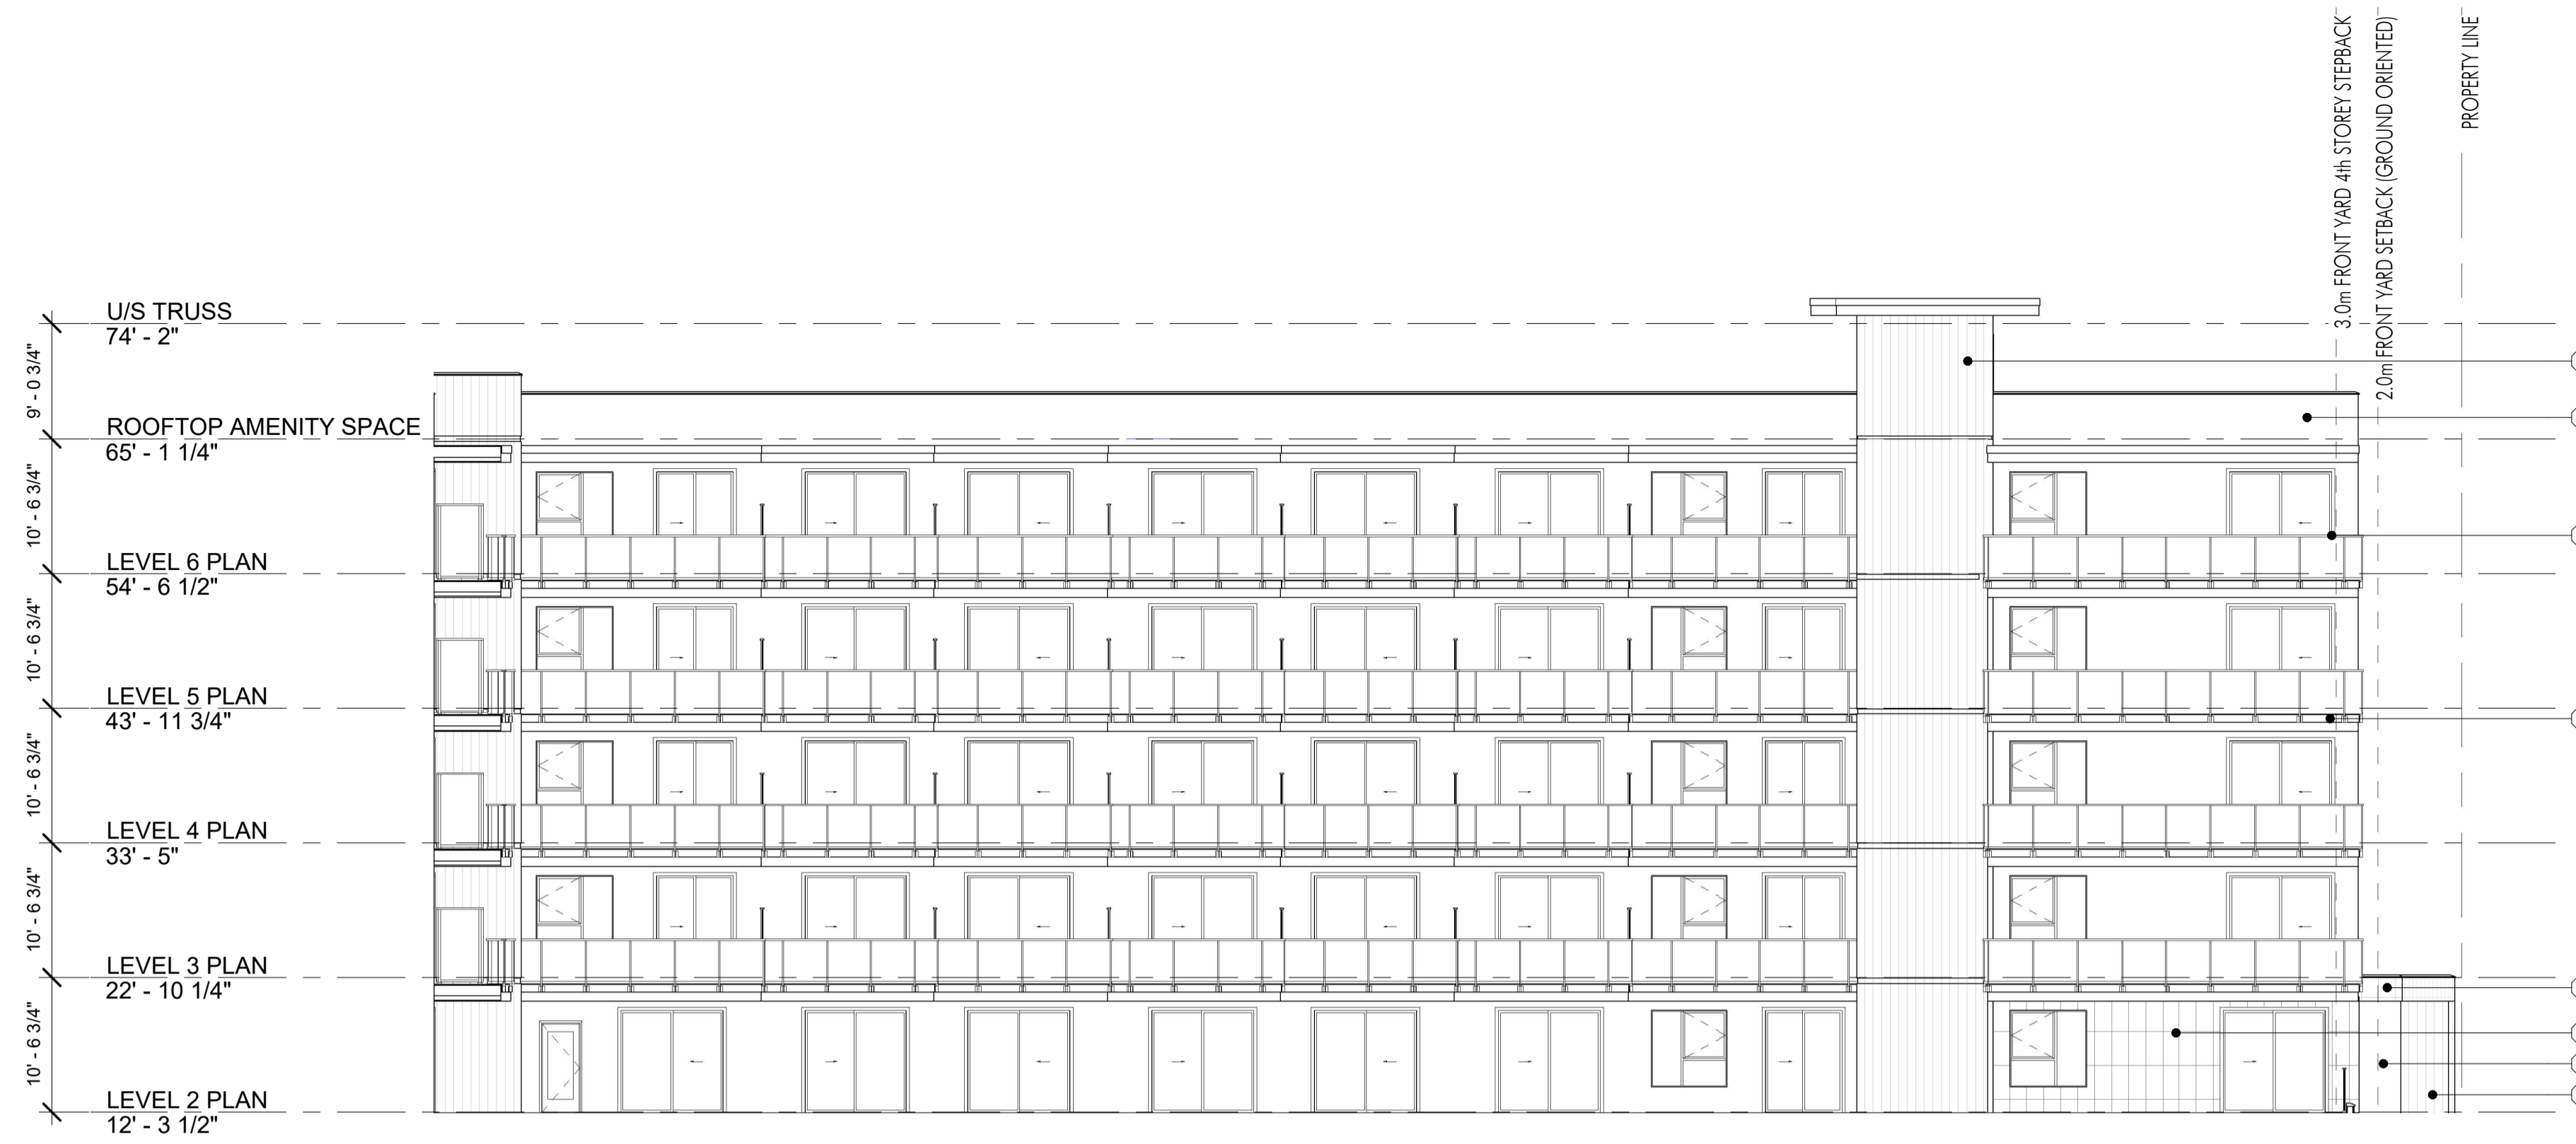 3.0m FRONT YARD 4th STOREY STEPBACK
2.0m FRONT YARD SETBACK (GROUND ORIENTED)
PROPERTY LINE
U/S TRUSS
74' - 2"
9' - 0 3/4"
ROOFTOP AMENITY SPACE
65' - 1 1/4"
10' - 6 3/4"
LEVEL 6 PLAN
54' - 6 1/2"
10' - 6 3/4"
LEVEL 5 PLAN
43' - 11 3/4"
10' - 6 3/4"
LEVEL 4 PLAN
33' - 5"
10' - 6 3/4"
LEVEL 3 PLAN
22' - 10 1/4"
10' - 6 3/4"
LEVEL 2 PLAN
12' - 3 1/2"